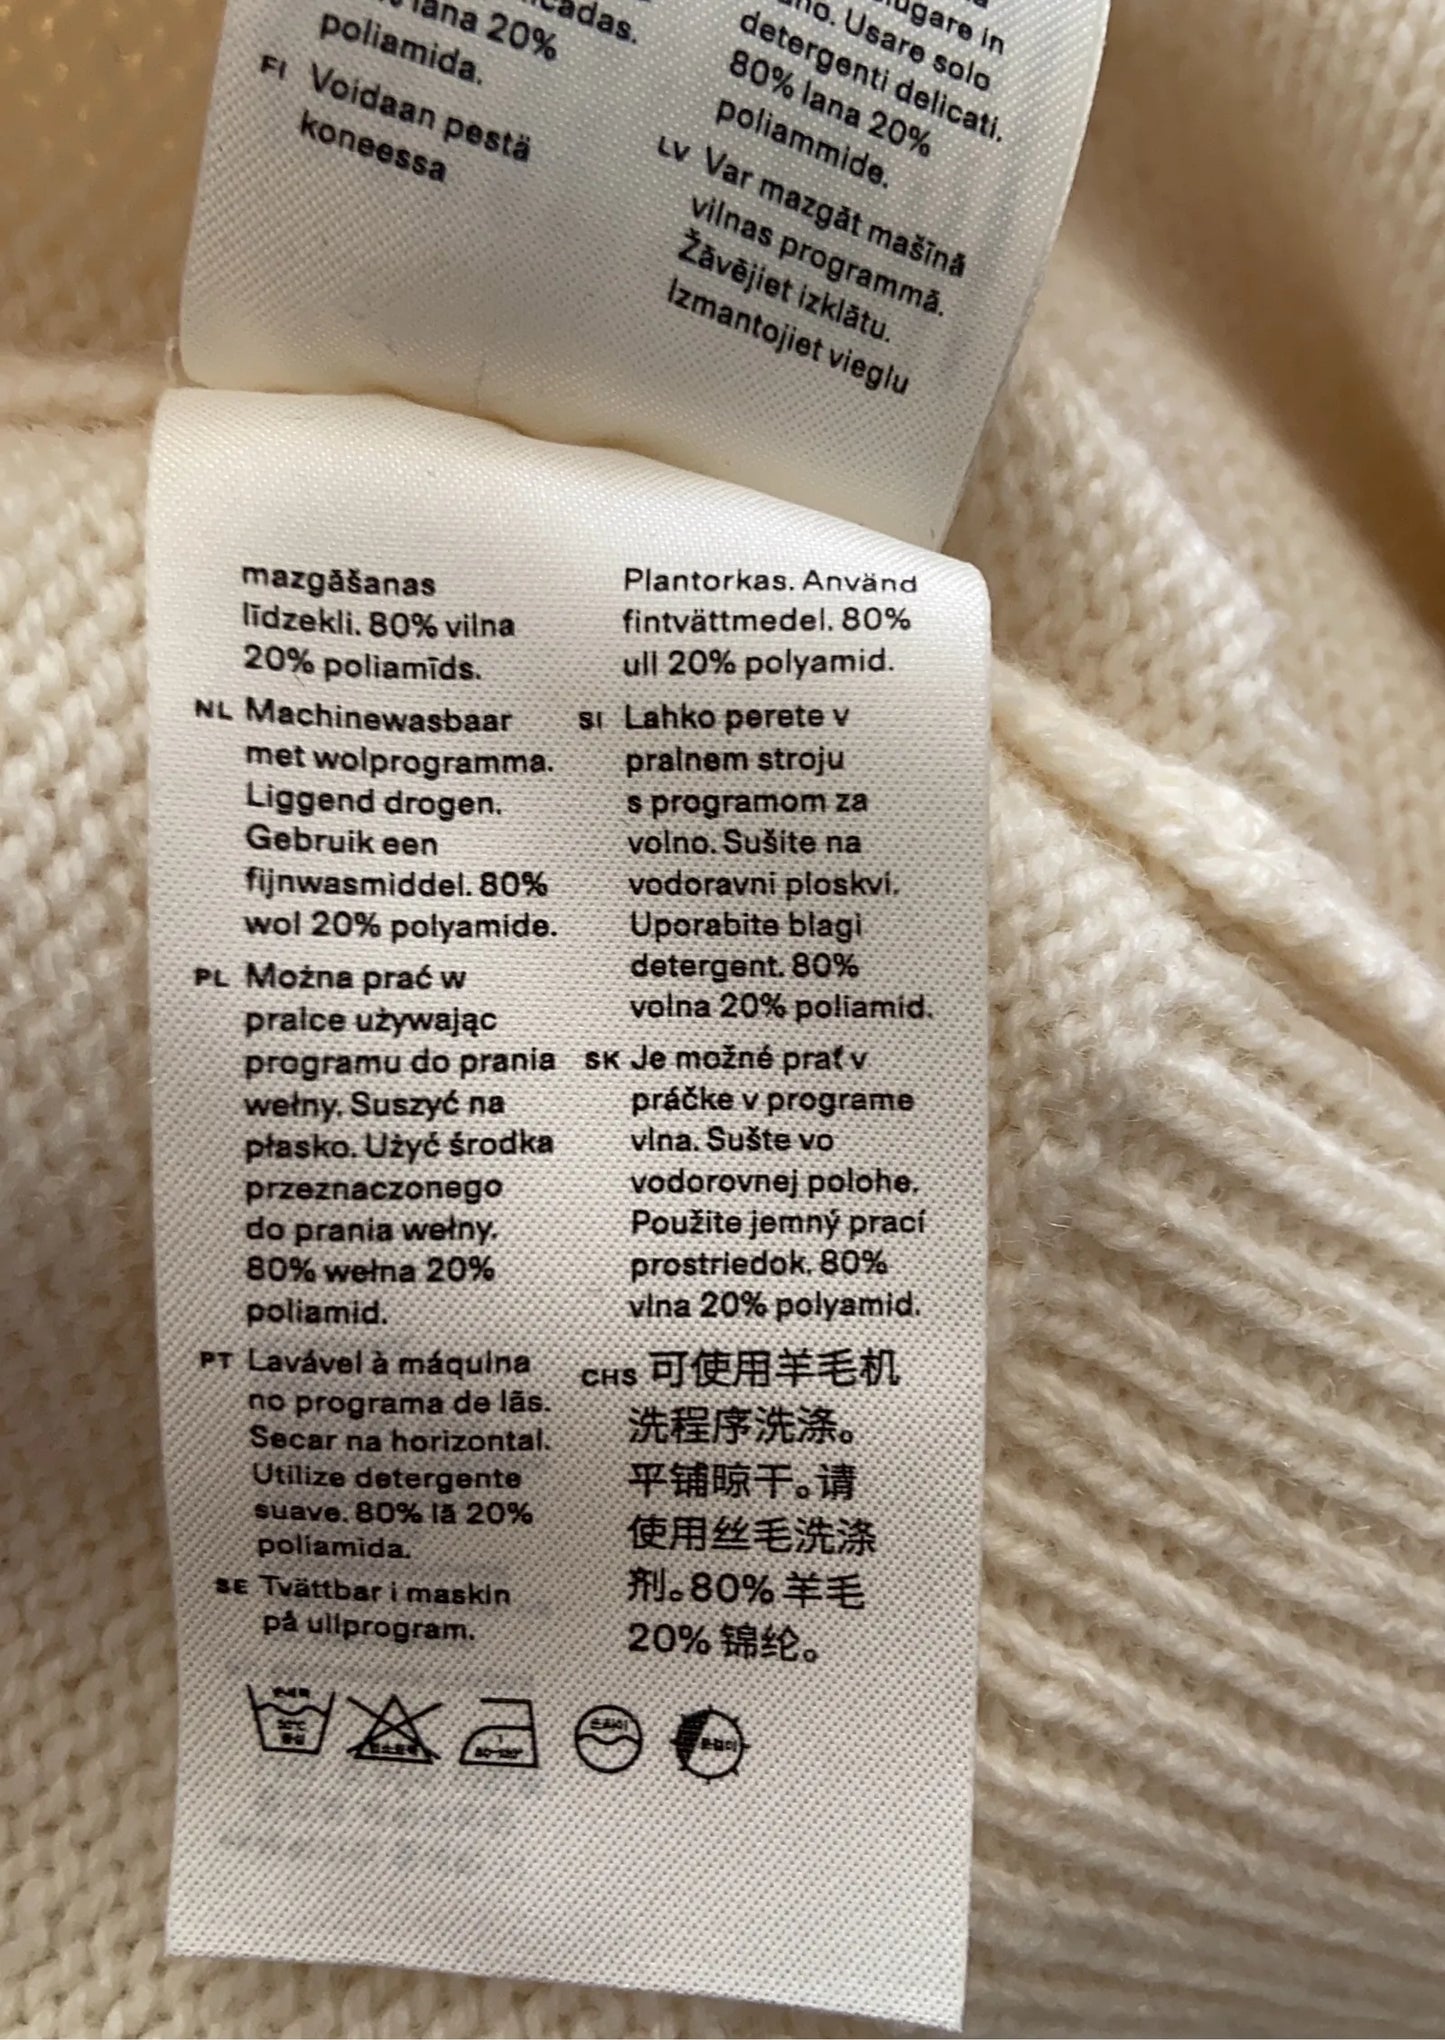 lana 20%
poliamida.
FI Voidaan pestä
koneessa
in
no. Usare solo
detergenti delicati.
80% lana 20%
poliammide.
LV Var mazgāt mašīnā
vilnas programmā.
Žāvējiet izklātu.
Izmantojiet vieglu
mazgāšanas
līdzekli. 80% vilna
20% poliamīds.
NL Machinewasbaar
met wolprogramma.
Liggend drogen.
Gebruik een
fijnwasmiddel. 80%
wol 20% polyamide.
PL Można prać w
pralce używając
programu do prania
wełny. Suszyć na
płasko. Użyć środka
przeznaczonego
do prania wełny.
80% wełna 20%
poliamid.
PT Lavável à máquina
no programa de lãs.
Secar na horizontal.
Utilize detergente
suave. 80% lã 20%
poliamida.
SE Tvättbar i maskin
på ullprogram.
Plantorkas. Använd
fintvättmedel. 80%
ull 20% polyamid.
SI Lahko perete v
pralnem stroju
s programom za
volno. Sušite na
vodoravni ploskvi.
Uporabite blagi
detergent. 80%
volna 20% poliamid.
SK Je možné prať v
práčke v programe
vlna. Sušte vo
vodorovnej polohe.
Použite jemný prací
prostriedok. 80%
vlna 20% polyamid.
CHS 可使用羊毛机
洗程序洗涤。
平铺晾干。请
使用丝毛洗涤
剂。80% 羊毛
20% 锦纶。